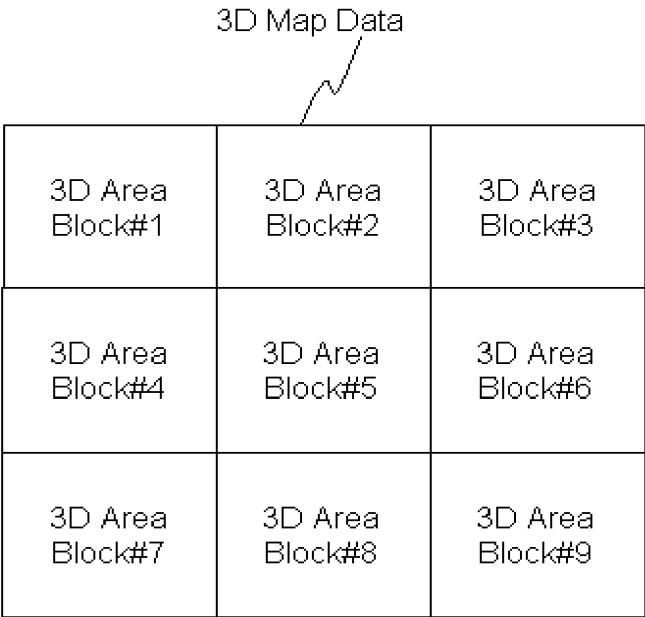 3D Map Data
3D Area
Block#1
3D Area
Block#2
3D Area
Block#3
3D Area
Block#4
3D Area
Block#5
3D Area
Block#6
3D Area
Block#7
3D Area
Block#8
3D Area
Block#9